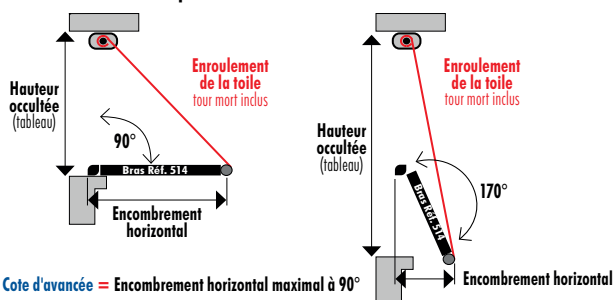 Enroulement
de la toile
tour mort inclus
Hauteur
occultée
(tableau)
90°
Bras Réf. 514
Encombrement
horizontal
Enroulement
de la toile
tour mort inclus
Hauteur
occultée
(tableau)
170°
Bras Réf. 514
Encombrement horizontal
Cote d'avancée = Encombrement horizontal maximal à 90°